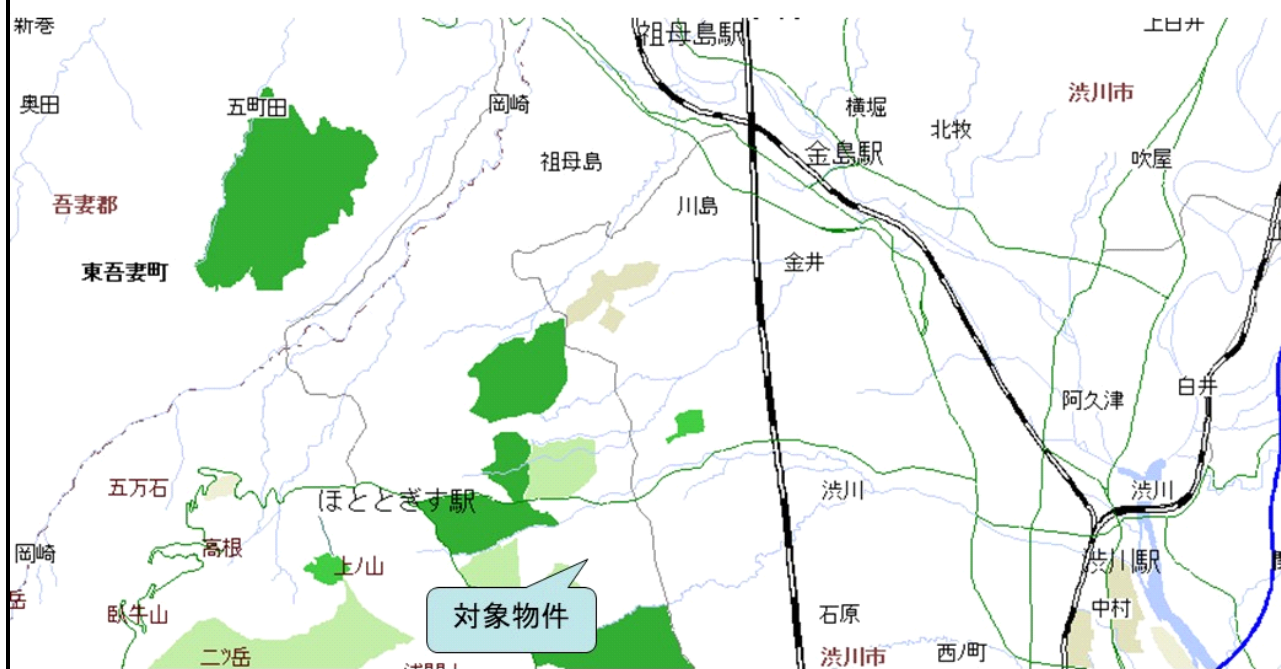 新巻
祖母島駅
上白井
奥田
五町田
岡崎
横堀
渋川市
北牧
祖母島
金島駅
吹屋
吾妻郡
川島
東吾妻町
金井
阿久津
白井
五万石
ほととぎす駅
渋川
渋川
岡崎
高根
上ノ山
渋川駅
岳
臥牛山
対象物件
石原
中村
二ツ岳
渋川市
西ノ町